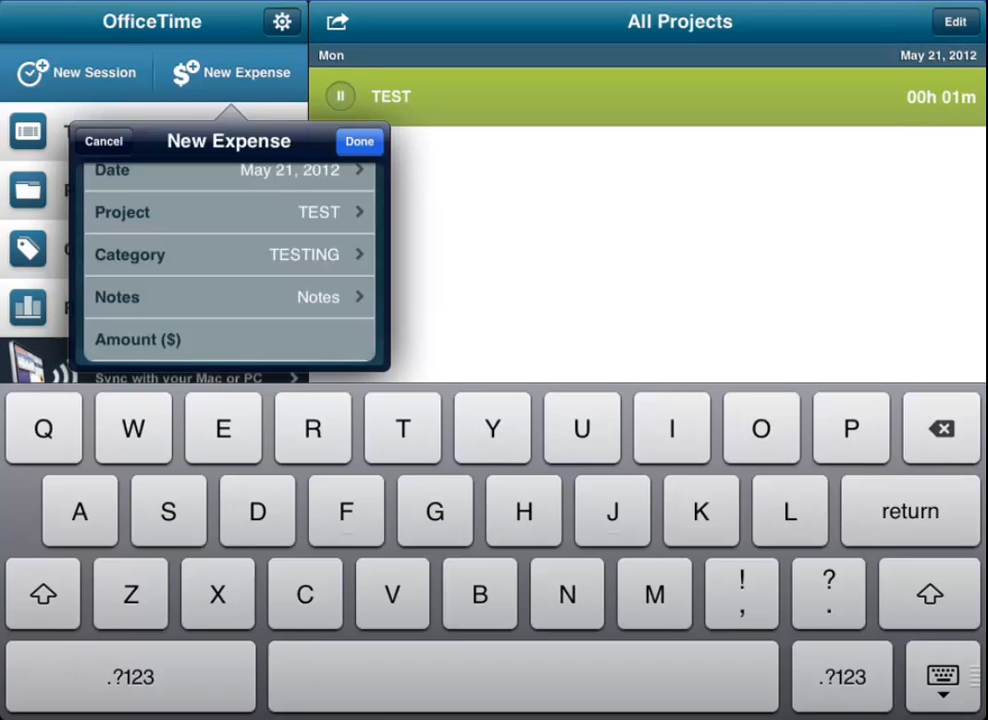 OfficeTime
All Projects
Edit
New Session
New Expense
Mon
May 21, 2012
TEST
00h 01m
Cancel
New Expense
Done
Date May 21, 2012
Project TEST
Category TESTING
Notes Notes
Amount ($)
Sync with your Mac or PC
Q W E R T Y U I O P
A S D F G H J K L return
Z X C V B N M ! , ? .
.?123 .?123